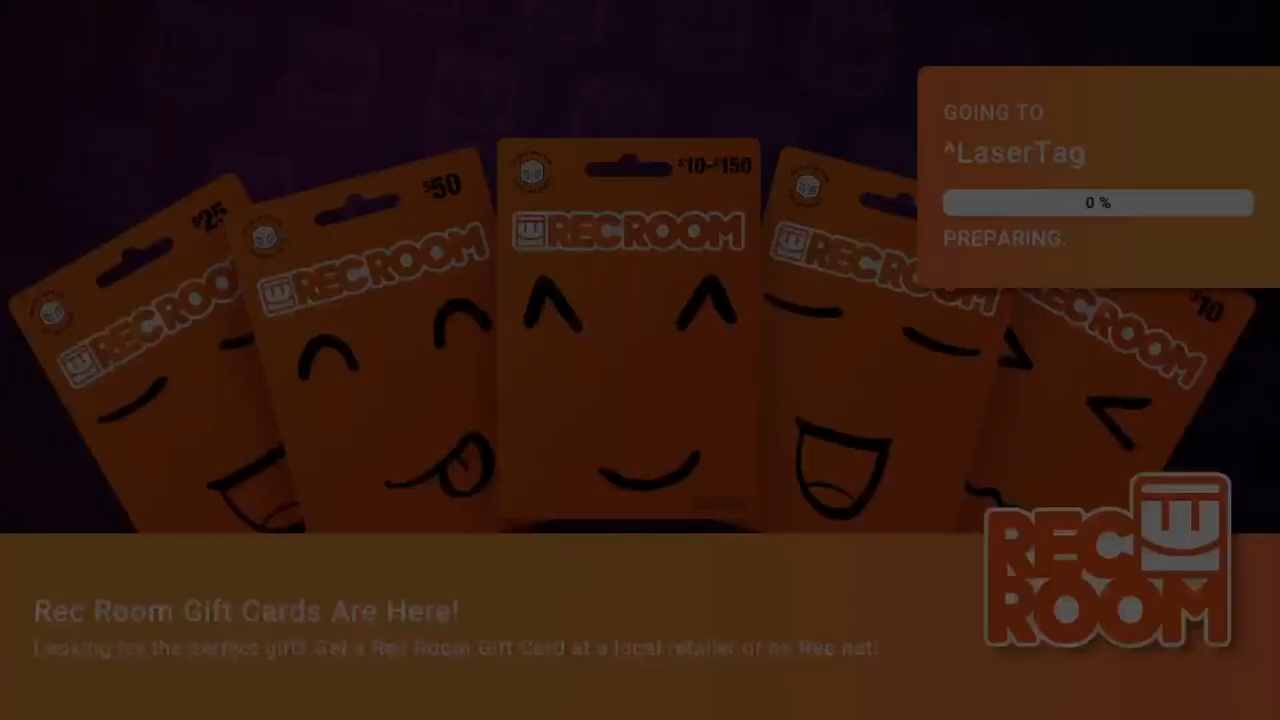 GOING TO
^LaserTag
0 %
PREPARING.
$25
$50
$10-$150
$10
REC ROOM
REC ROOM
REC ROOM
REC ROOM
REC ROOM
REC
ROOM
Rec Room Gift Cards Are Here!
Looking for the perfect gift? Get a Rec Room Gift Card at a local retailer or on Rec.net!